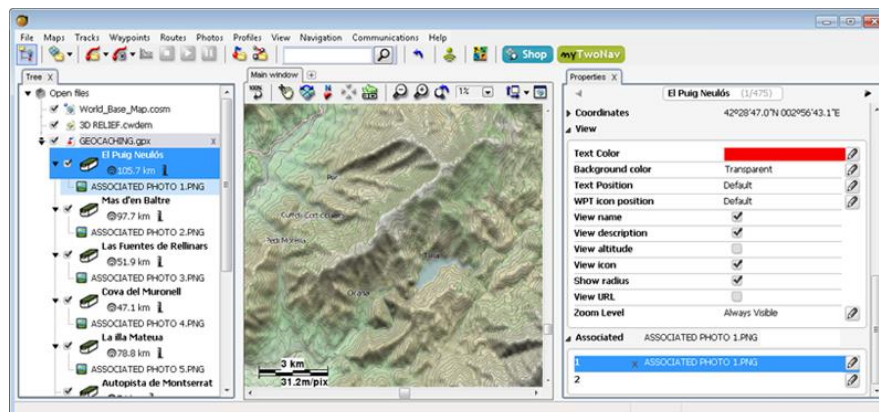 File Maps Tracks Waypoints Routes Photos Profiles View Navigation Communications Help
Shop
myTwoNav
Tree X
Open files
World_Base_Map.cosm
3D RELIEF.cwdem
GEOCACHING.gpx X
El Puig Neulós
105.7 km
ASSOCIATED PHOTO 1.PNG
Mas d'en Baltre
97.7 km
ASSOCIATED PHOTO 2.PNG
Las Fuentes de Rellinars
51.9 km
ASSOCIATED PHOTO 3.PNG
Cova del Muronell
47.1 km
ASSOCIATED PHOTO 4.PNG
La illa Mateua
78.8 km
ASSOCIATED PHOTO 5.PNG
Autopista de Montserrat
Main window
100%
1%
3 km
31.2m/pix
Properties X
El Puig Neulós (1/475)
Coordinates 42º28'47.0"N 002º56'43.1"E
View
Text Color
Background color Transparent
Text Position Default
WPT icon position Default
View name
View description
View altitude
View icon
Show radius
View URL
Zoom Level Always Visible
Associated ASSOCIATED PHOTO 1.PNG
1 x ASSOCIATED PHOTO 1.PNG
2